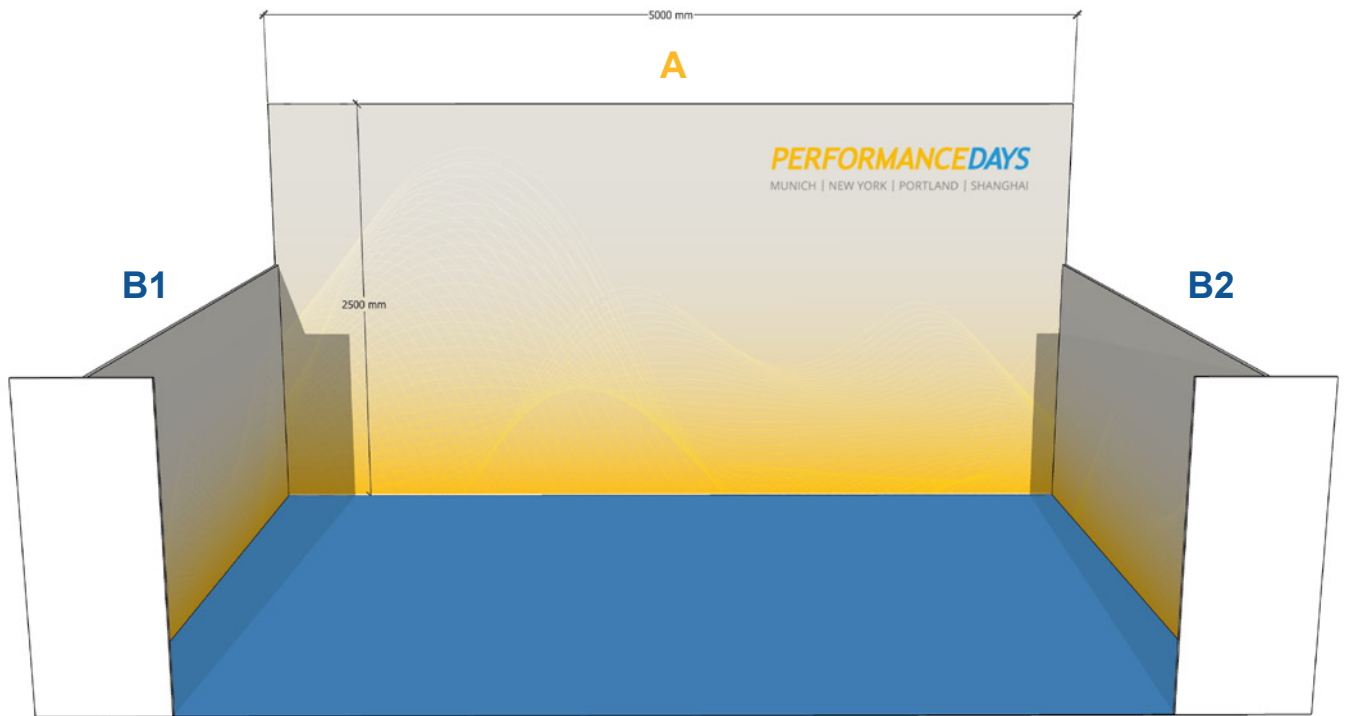 5000 mm
A
PERFORMANCEDAYS
MUNICH | NEW YORK | PORTLAND | SHANGHAI
B1
B2
2500 mm